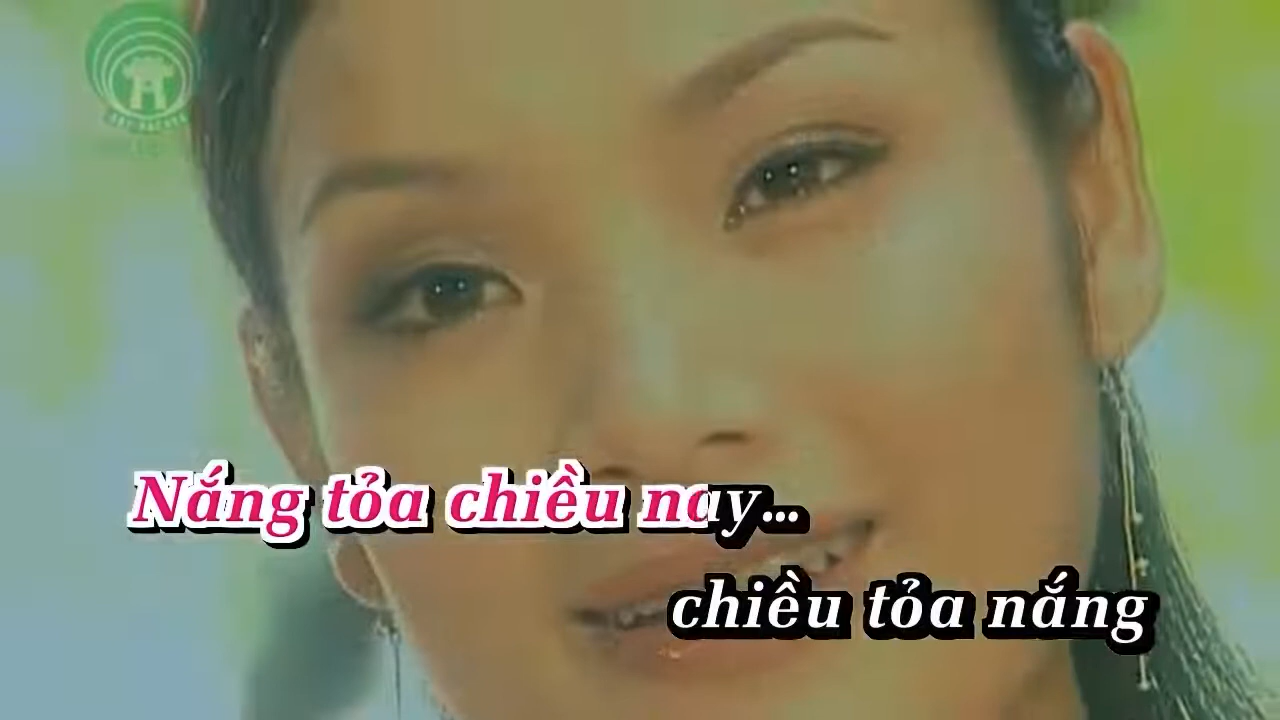 Nắng tỏa chiều nay...
chiều tỏa nắng